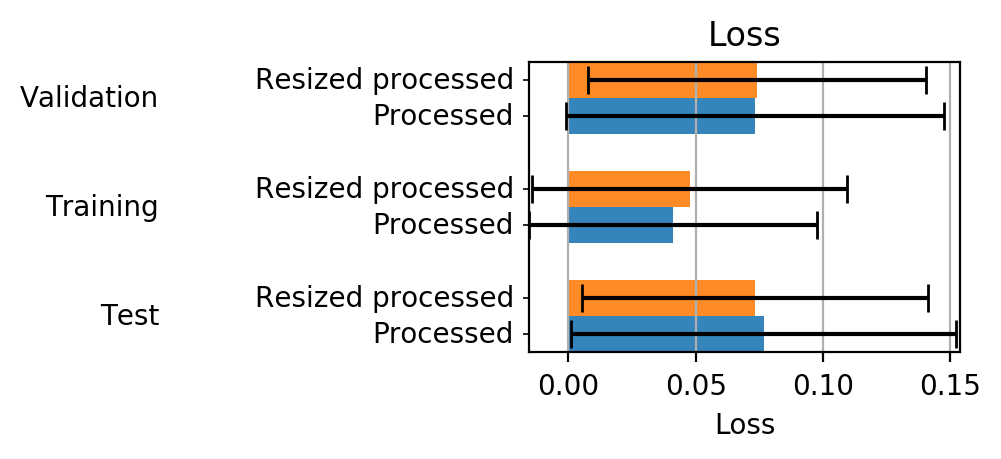 Loss
Validation
Resized processed
Processed
Training
Resized processed
Processed
Test
Resized processed
Processed
0.00 0.05 0.10 0.15
Loss